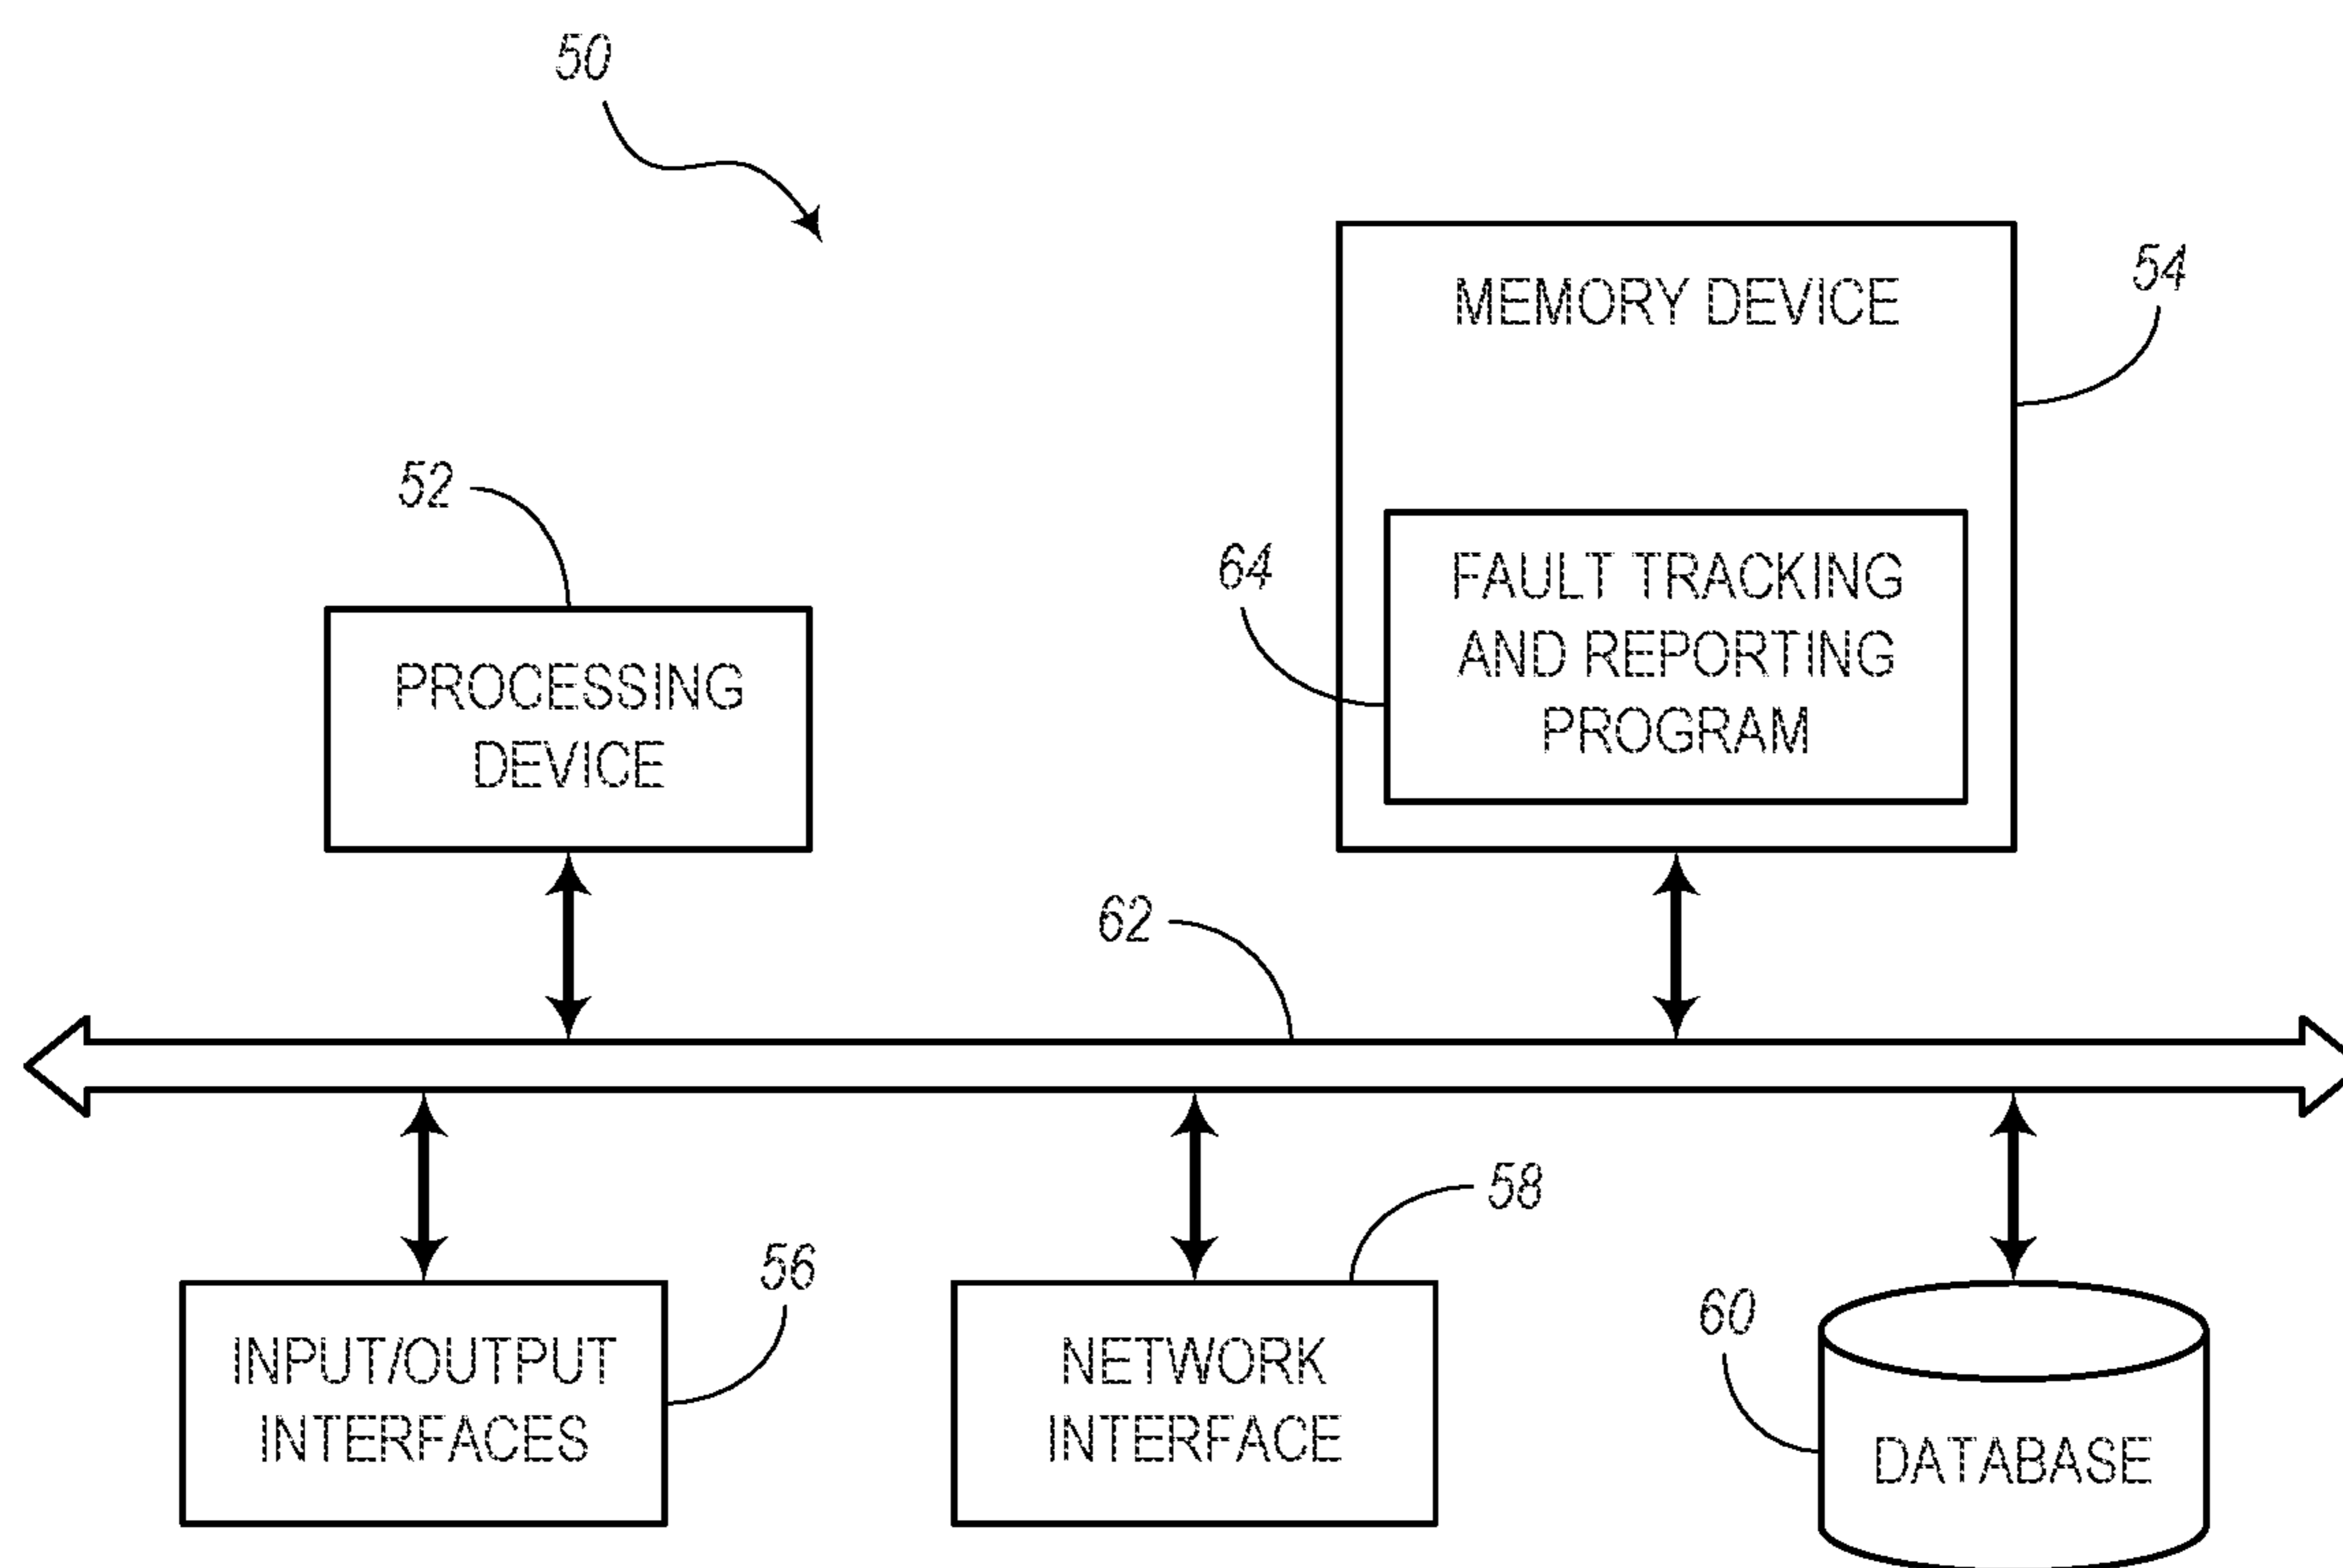 50
MEMORY DEVICE
54
52
64
FAULT TRACKING
AND REPORTING
PROGRAM
PROCESSING
DEVICE
62
58
56
60
INPUT/OUTPUT
INTERFACES
NETWORK
INTERFACE
DATABASE